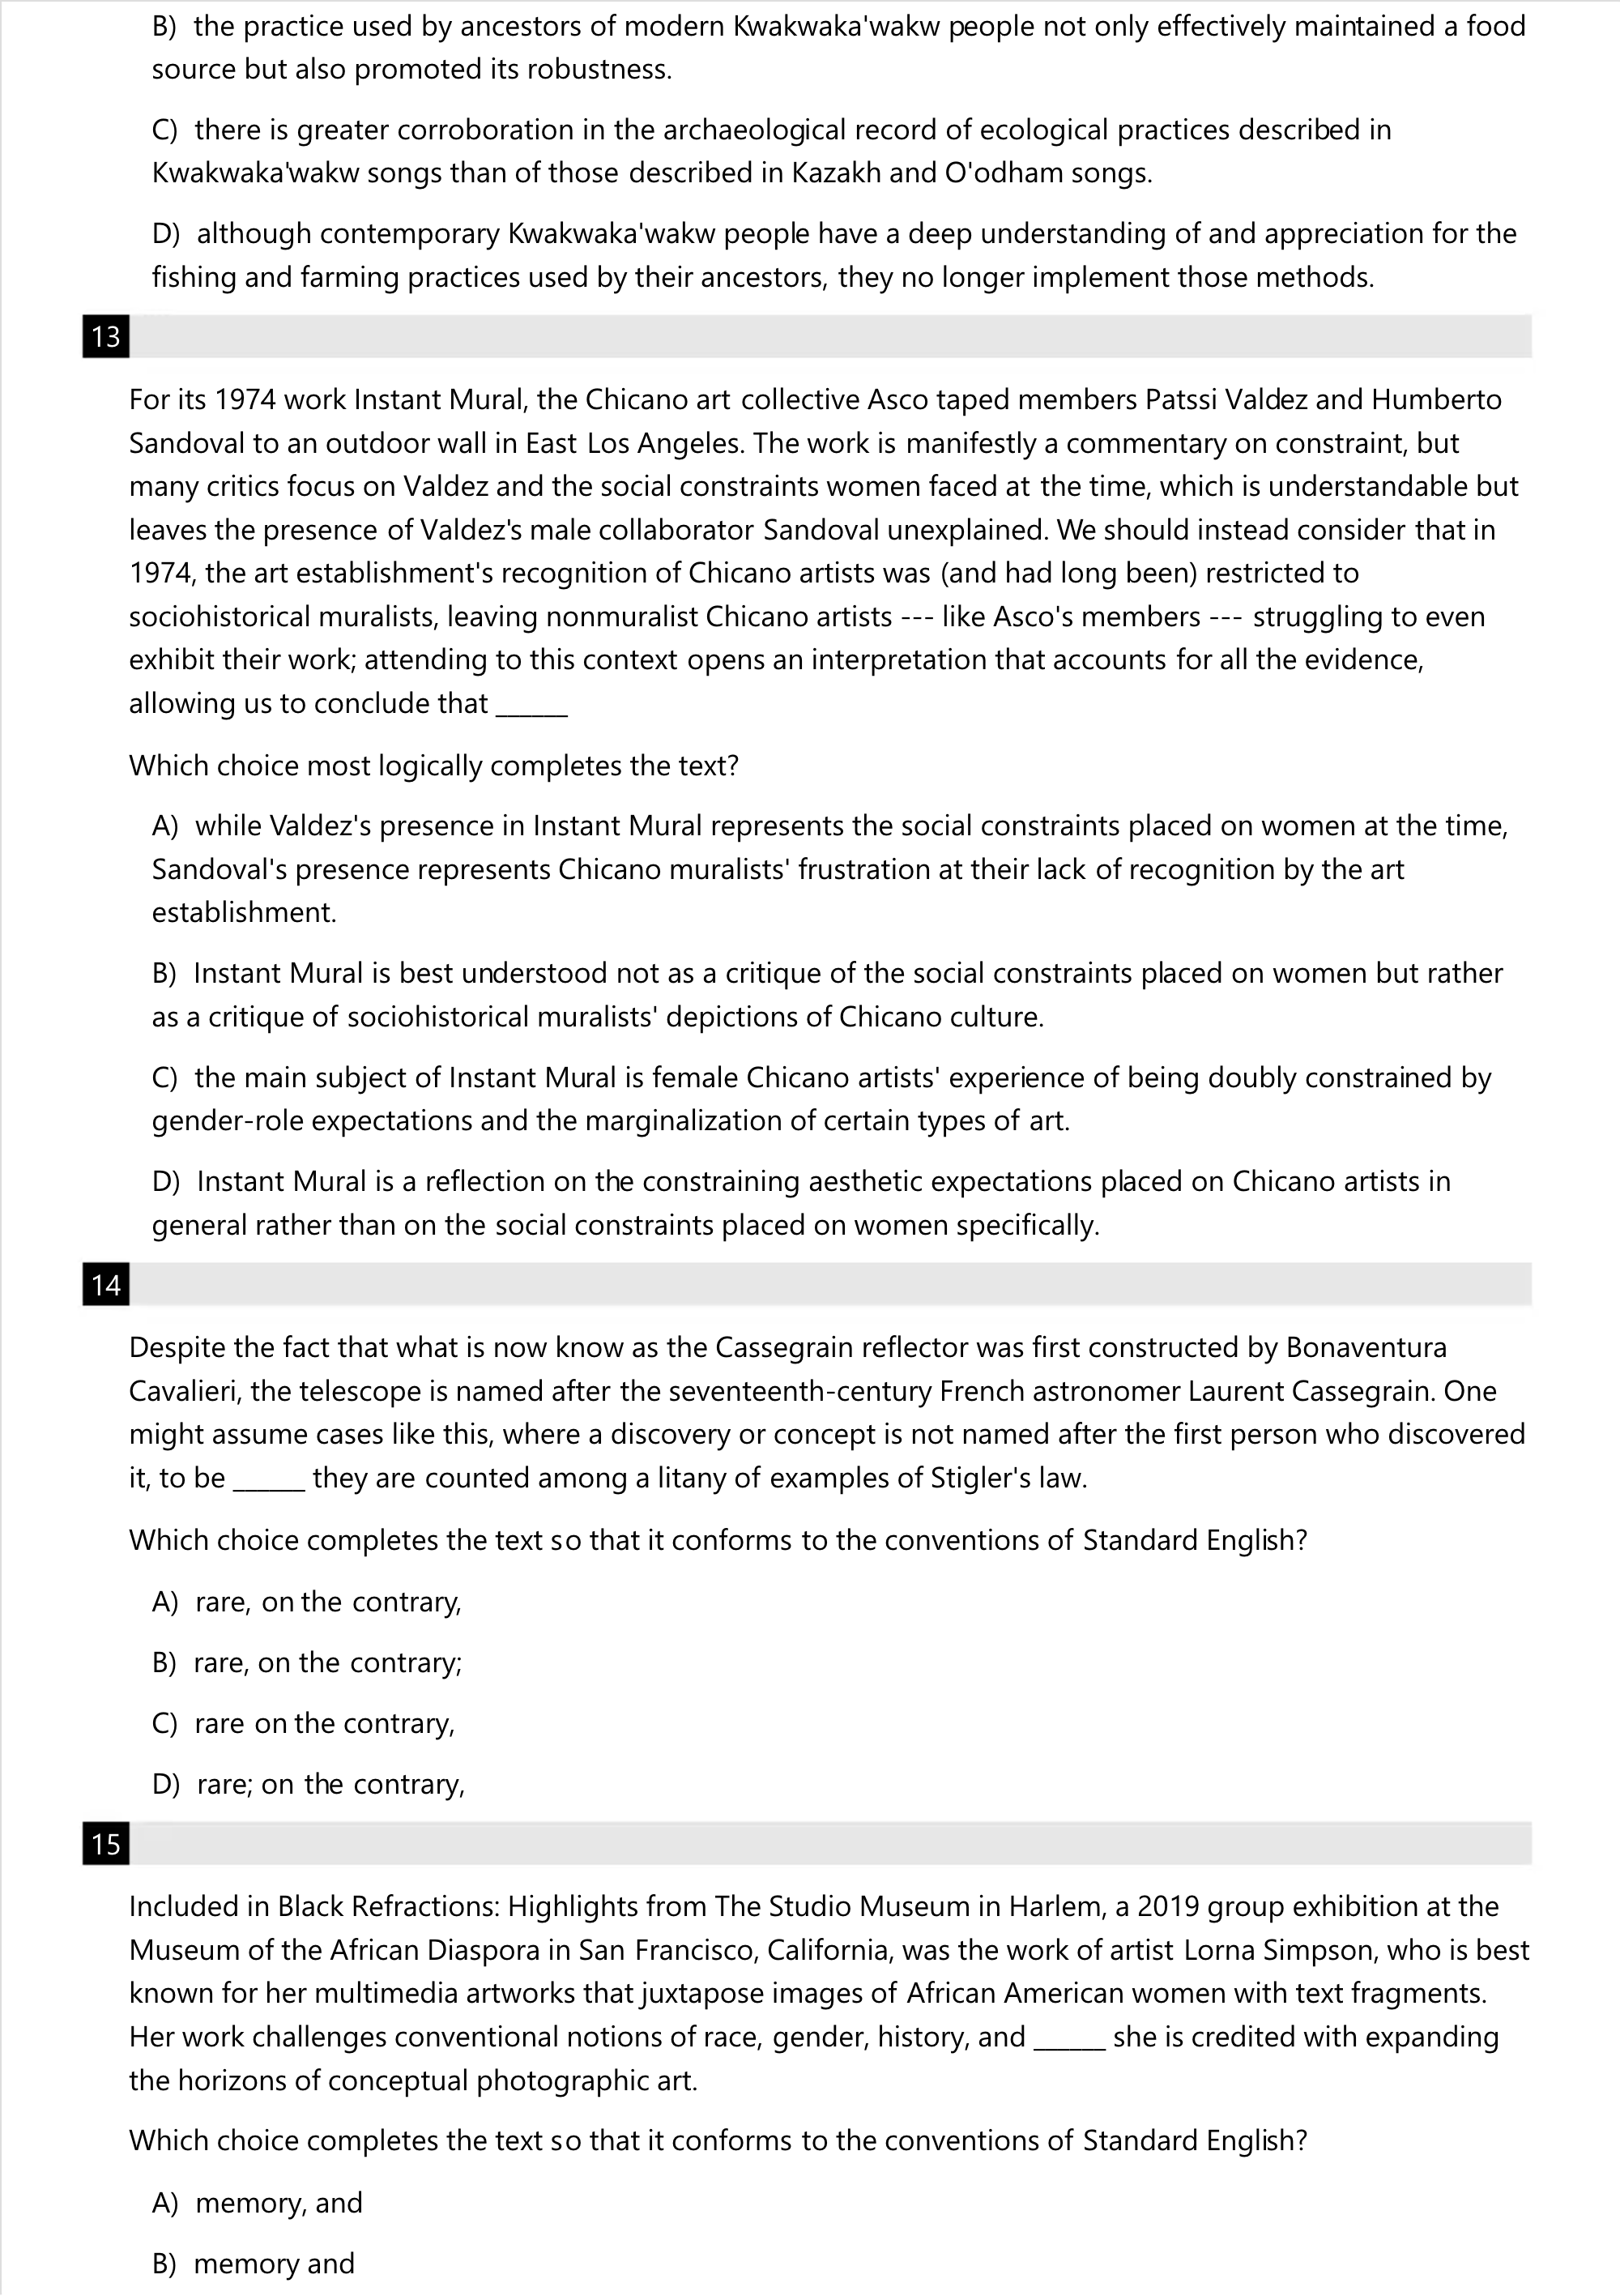 B) the practice used by ancestors of modern Kwakwaka'wakw people not only effectively maintained a food
source but also promoted its robustness.
C) there is greater corroboration in the archaeological record of ecological practices described in
Kwakwaka'wakw songs than of those described in Kazakh and O'odham songs.
D) although contemporary Kwakwaka'wakw people have a deep understanding of and appreciation for the
fishing and farming practices used by their ancestors, they no longer implement those methods.
13
For its 1974 work Instant Mural, the Chicano art collective Asco taped members Patssi Valdez and Humberto
Sandoval to an outdoor wall in East Los Angeles. The work is manifestly a commentary on constraint, but
many critics focus on Valdez and the social constraints women faced at the time, which is understandable but
leaves the presence of Valdez's male collaborator Sandoval unexplained. We should instead consider that in
1974, the art establishment's recognition of Chicano artists was (and had long been) restricted to
sociohistorical muralists, leaving nonmuralist Chicano artists --- like Asco's members --- struggling to even
exhibit their work; attending to this context opens an interpretation that accounts for all the evidence,
allowing us to conclude that ______
Which choice most logically completes the text?
A) while Valdez's presence in Instant Mural represents the social constraints placed on women at the time,
Sandoval's presence represents Chicano muralists' frustration at their lack of recognition by the art
establishment.
B) Instant Mural is best understood not as a critique of the social constraints placed on women but rather
as a critique of sociohistorical muralists' depictions of Chicano culture.
C) the main subject of Instant Mural is female Chicano artists' experience of being doubly constrained by
gender-role expectations and the marginalization of certain types of art.
D) Instant Mural is a reflection on the constraining aesthetic expectations placed on Chicano artists in
general rather than on the social constraints placed on women specifically.
14
Despite the fact that what is now know as the Cassegrain reflector was first constructed by Bonaventura
Cavalieri, the telescope is named after the seventeenth-century French astronomer Laurent Cassegrain. One
might assume cases like this, where a discovery or concept is not named after the first person who discovered
it, to be ______ they are counted among a litany of examples of Stigler's law.
Which choice completes the text so that it conforms to the conventions of Standard English?
A) rare, on the contrary,
B) rare, on the contrary;
C) rare on the contrary,
D) rare; on the contrary,
15
Included in Black Refractions: Highlights from The Studio Museum in Harlem, a 2019 group exhibition at the
Museum of the African Diaspora in San Francisco, California, was the work of artist Lorna Simpson, who is best
known for her multimedia artworks that juxtapose images of African American women with text fragments.
Her work challenges conventional notions of race, gender, history, and ______ she is credited with expanding
the horizons of conceptual photographic art.
Which choice completes the text so that it conforms to the conventions of Standard English?
A) memory, and
B) memory and